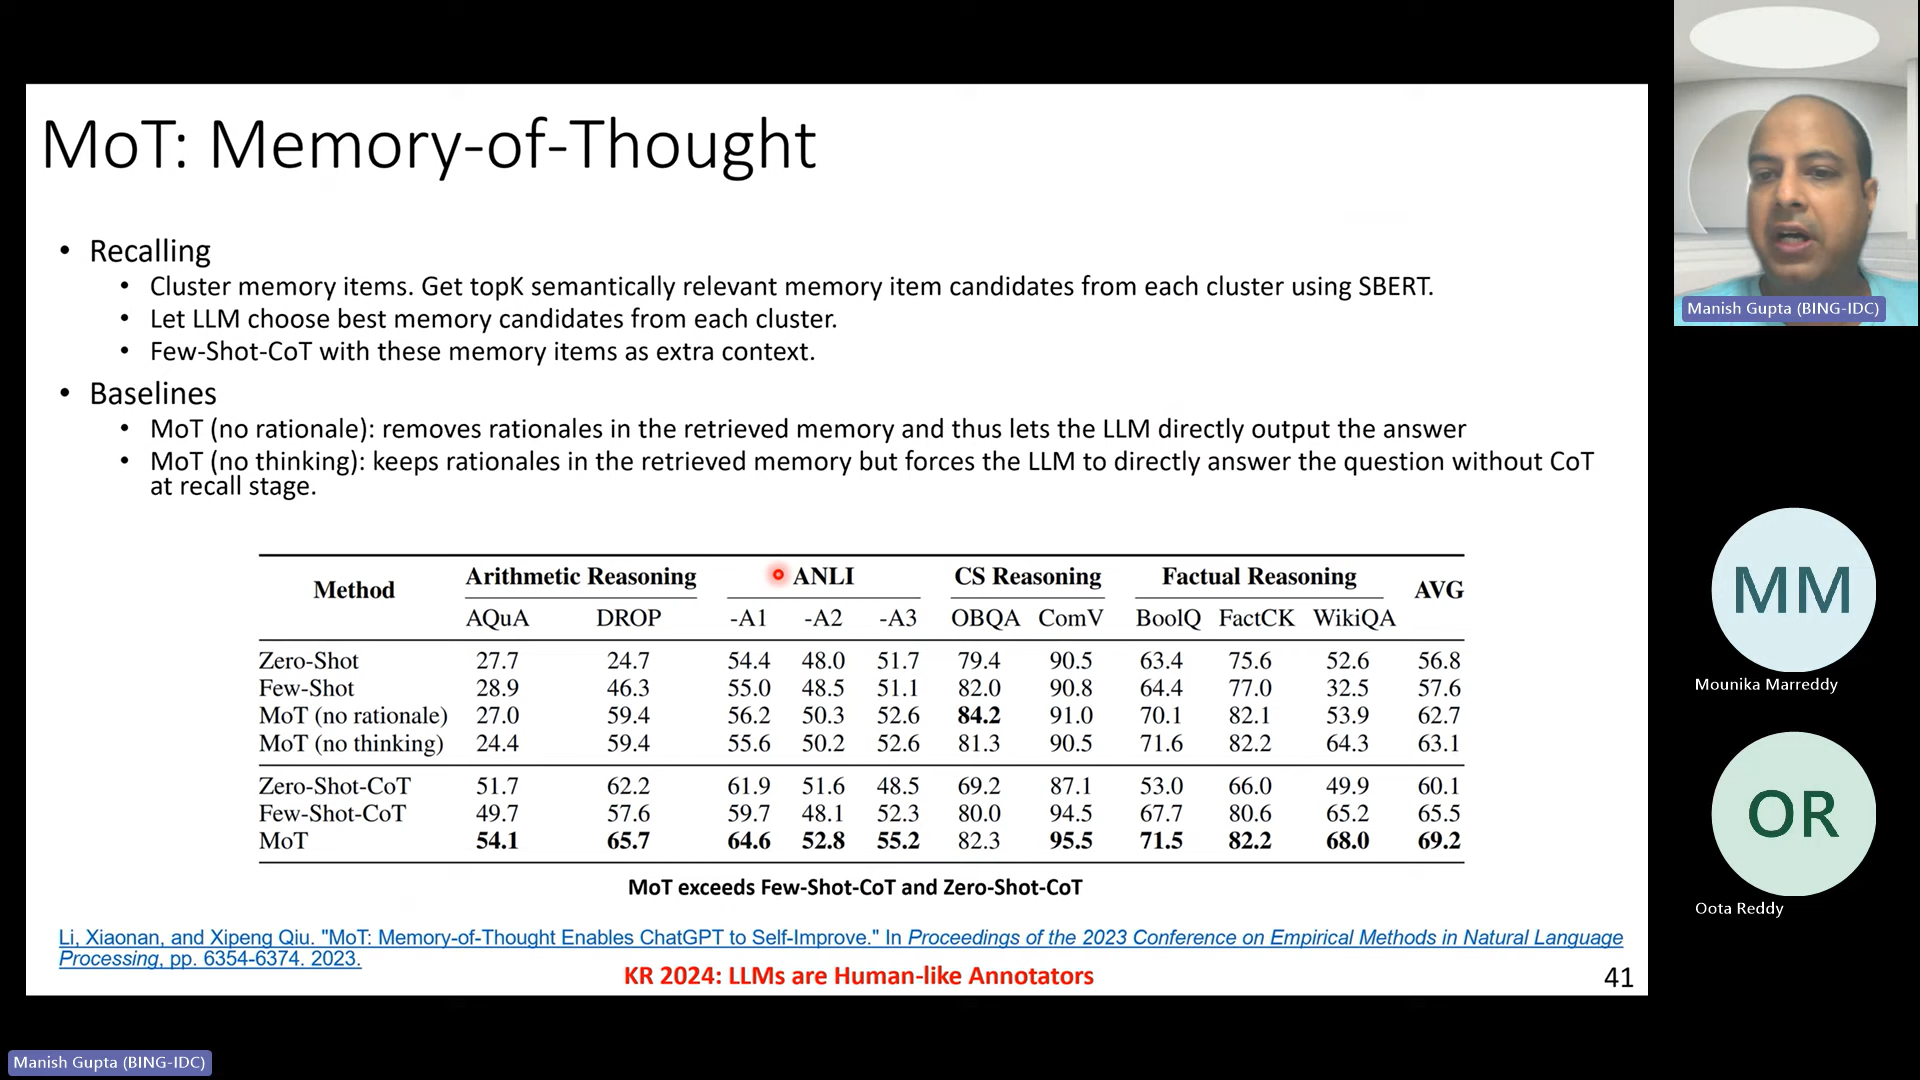 MoT: Memory-of-Thought
• Recalling
• Cluster memory items. Get topK semantically relevant memory item candidates from each cluster using SBERT.
• Let LLM choose best memory candidates from each cluster.
• Few-Shot-CoT with these memory items as extra context.
• Baselines
• MoT (no rationale): removes rationales in the retrieved memory and thus lets the LLM directly output the answer
• MoT (no thinking): keeps rationales in the retrieved memory but forces the LLM to directly answer the question without CoT
at recall stage.
Method Arithmetic Reasoning ANLI CS Reasoning Factual Reasoning AVG
AQuA DROP -A1 -A2 -A3 OBQA ComV BoolQ FactCK WikiQA
Zero-Shot 27.7 24.7 54.4 48.0 51.7 79.4 90.5 63.4 75.6 52.6 56.8
Few-Shot 28.9 46.3 55.0 48.5 51.1 82.0 90.8 64.4 77.0 32.5 57.6
MoT (no rationale) 27.0 59.4 56.2 50.3 52.6 84.2 91.0 70.1 82.1 53.9 62.7
MoT (no thinking) 24.4 59.4 55.6 50.2 52.6 81.3 90.5 71.6 82.2 64.3 63.1
Zero-Shot-CoT 51.7 62.2 61.9 51.6 48.5 69.2 87.1 53.0 66.0 49.9 60.1
Few-Shot-CoT 49.7 57.6 59.7 48.1 52.3 80.0 94.5 67.7 80.6 65.2 65.5
MoT 54.1 65.7 64.6 52.8 55.2 82.3 95.5 71.5 82.2 68.0 69.2
MoT exceeds Few-Shot-CoT and Zero-Shot-CoT
Li, Xiaonan, and Xipeng Qiu. "MoT: Memory-of-Thought Enables ChatGPT to Self-Improve." In Proceedings of the 2023 Conference on Empirical Methods in Natural Language
Processing, pp. 6354-6374. 2023.
KR 2024: LLMs are Human-like Annotators
41
Manish Gupta (BING-IDC)
MM
Mounika Marreddy
OR
Oota Reddy
Manish Gupta (BING-IDC)